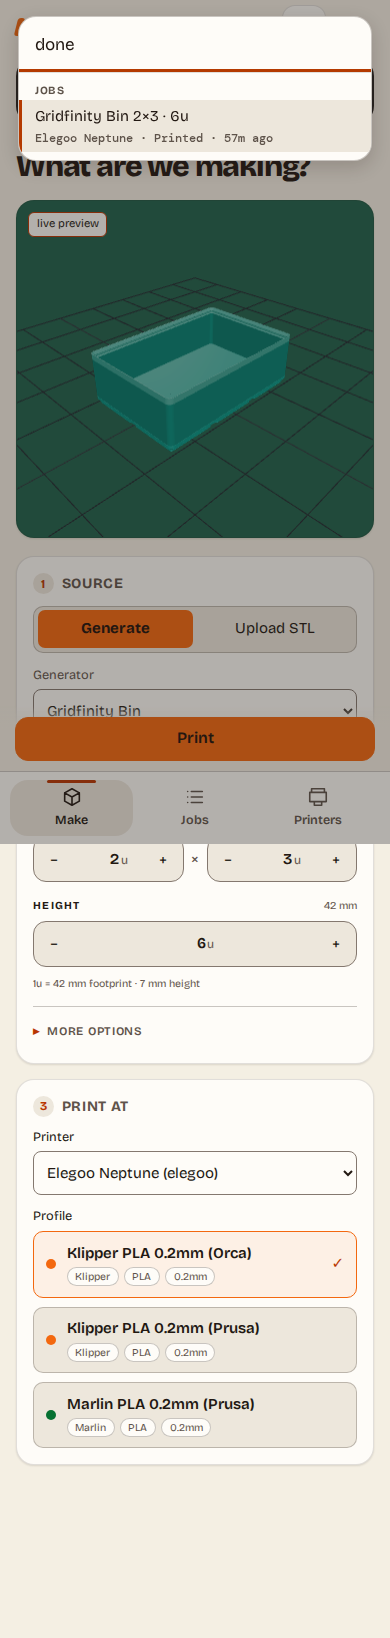 done
JOBS
Gridfinity Bin 2×3 · 6u
Elegoo Neptune · Printed · 57m ago
What are we making?
live preview
1 SOURCE
Generate Upload STL
Generator
Gridfinity Bin
Print
Make Jobs Printers
− 2u + × − 3u +
HEIGHT 42 mm
− 6u +
1u = 42 mm footprint · 7 mm height
▶ MORE OPTIONS
3 PRINT AT
Printer
Elegoo Neptune (elegoo)
Profile
Klipper PLA 0.2mm (Orca) ✓
Klipper PLA 0.2mm
Klipper PLA 0.2mm (Prusa)
Klipper PLA 0.2mm
Marlin PLA 0.2mm (Prusa)
Marlin PLA 0.2mm